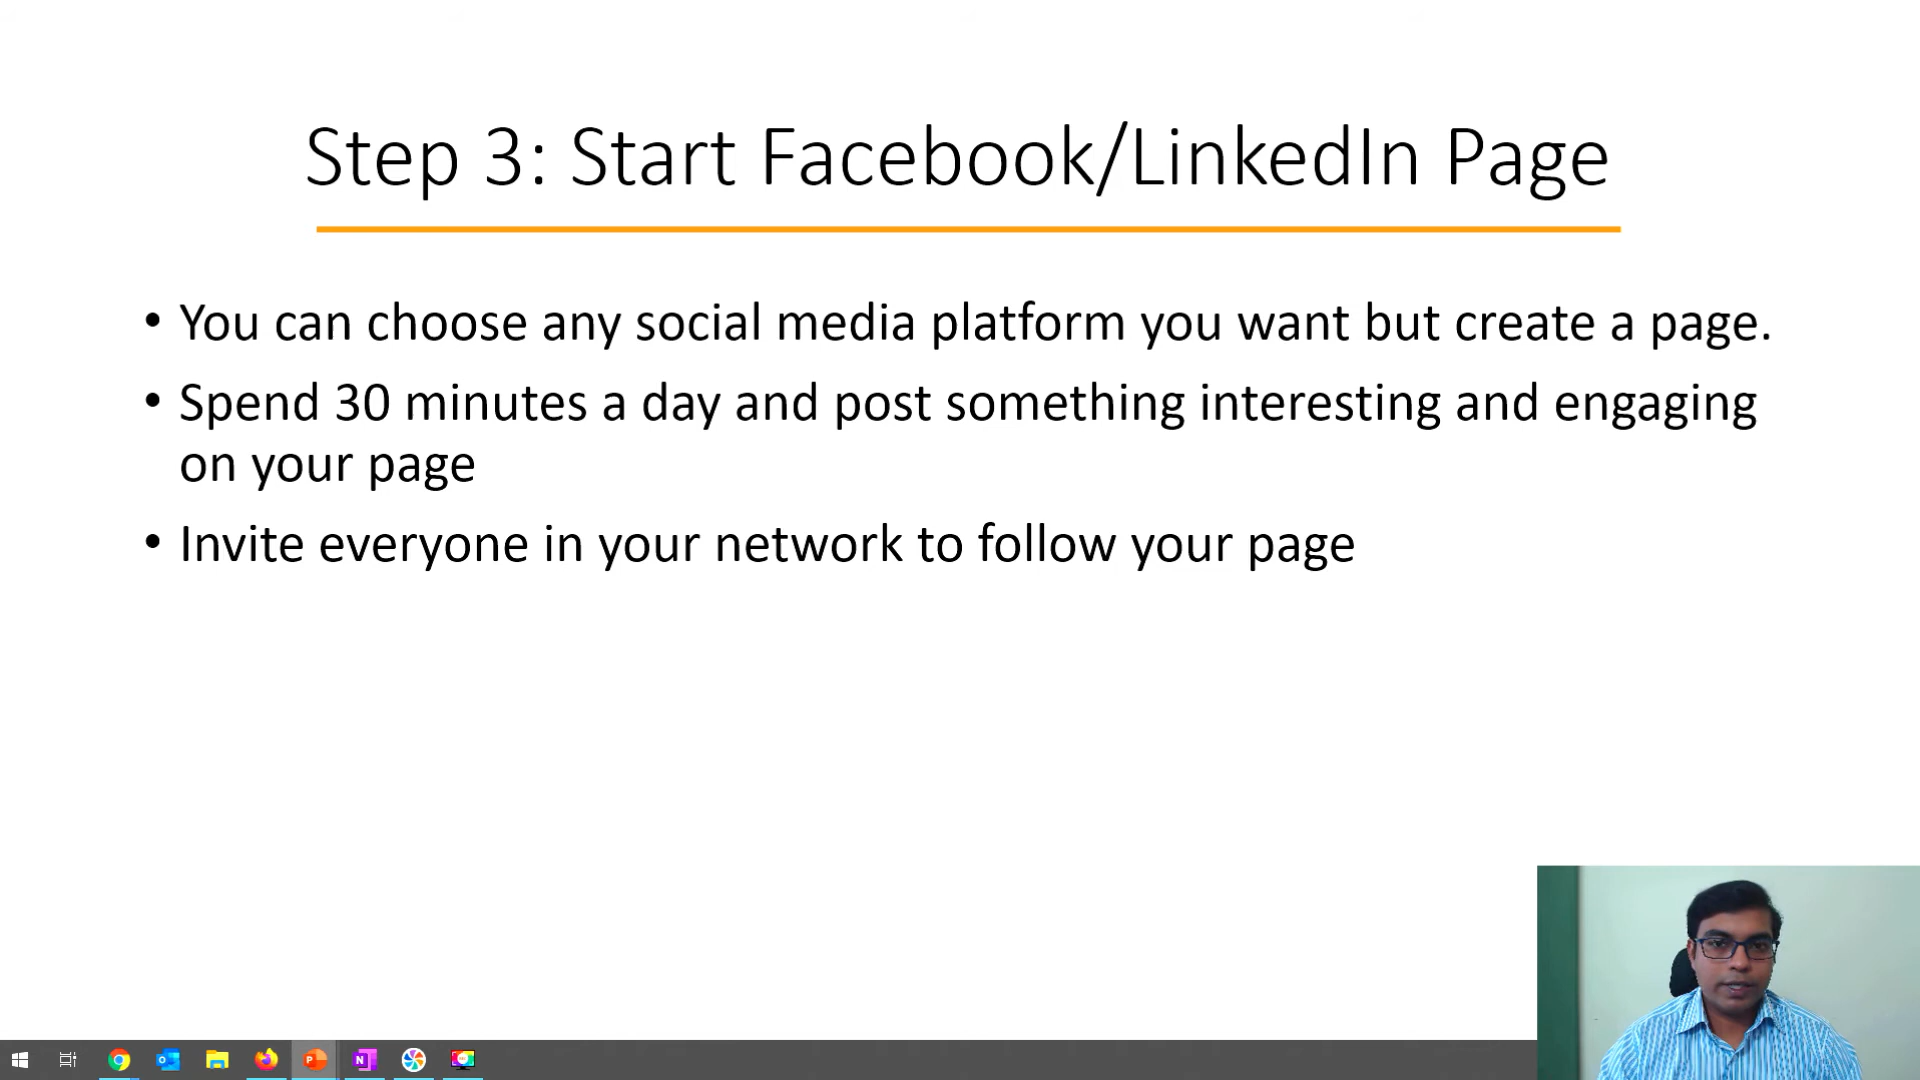 Step 3: Start Facebook/LinkedIn Page
• You can choose any social media platform you want but create a page.
• Spend 30 minutes a day and post something interesting and engaging
on your page
• Invite everyone in your network to follow your page